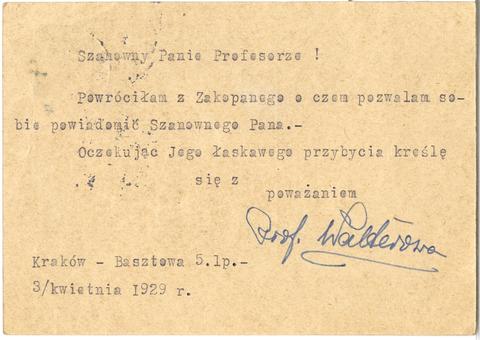 Szanowny Panie Profesorze !
Powróciłam z Zakopanego o czem pozwalam so-
bie powiadomić Szanownego Pana.-
Oczekując Jego łaskawego przybycia kreślę
się z
poważaniem
Prof. Walterowa
Kraków - Basztowa 5.Ip.-
3/kwietnia 1929 r.